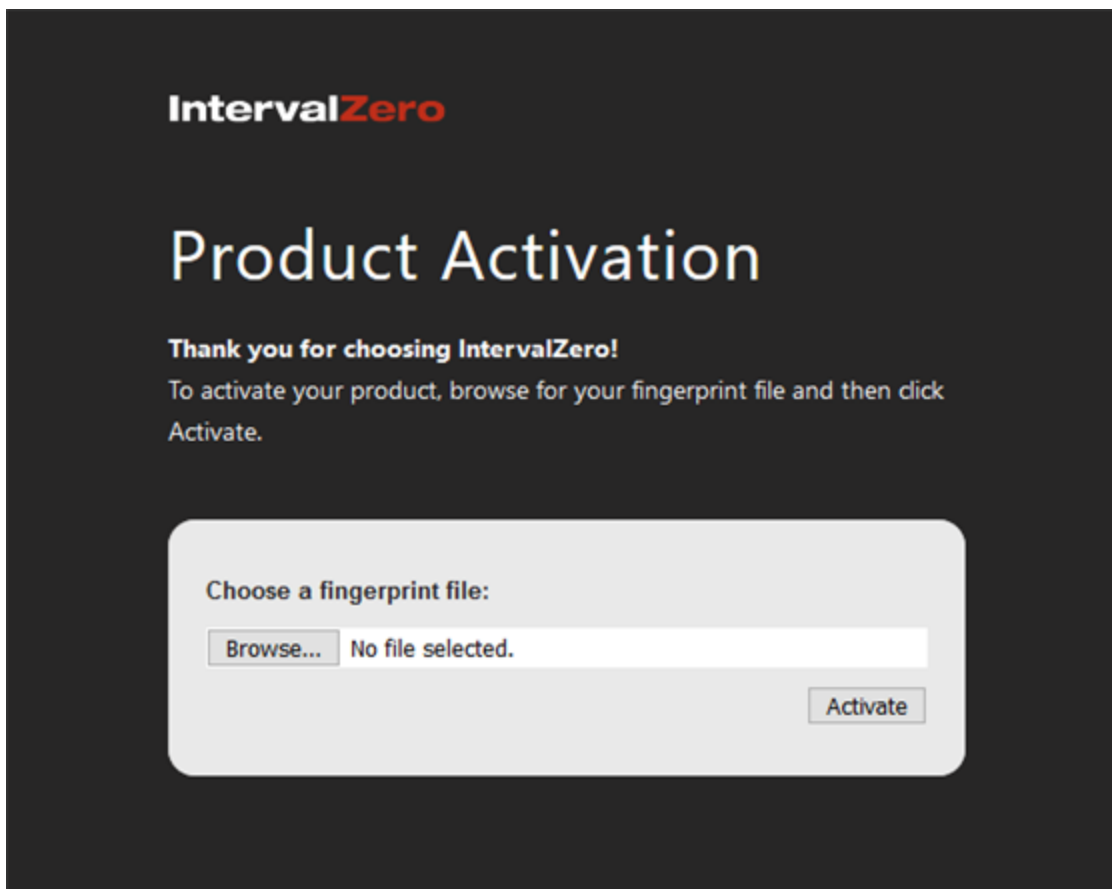 IntervalZero
Product Activation
Thank you for choosing IntervalZero!
To activate your product, browse for your fingerprint file and then click
Activate.
Choose a fingerprint file:
Browse... No file selected.
Activate